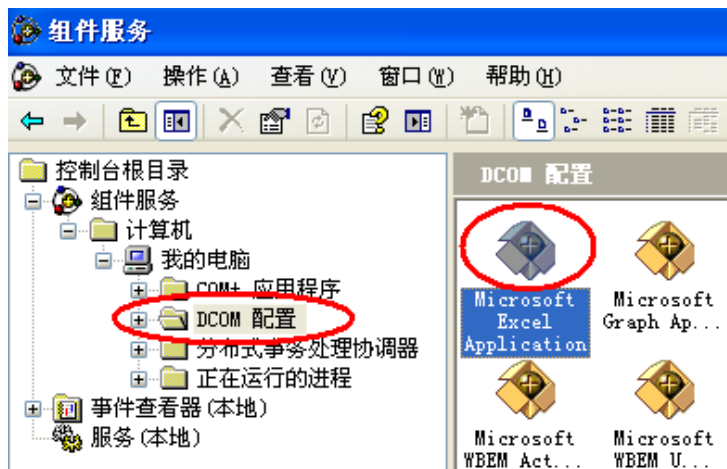 组件服务
文件(F) 操作(A) 查看(V) 窗口(W) 帮助(H)
控制台根目录
组件服务
计算机
我的电脑
COM+ 应用程序
DCOM 配置
分布式事务处理协调器
正在运行的进程
事件查看器(本地)
服务(本地)
DCOM 配置
Microsoft Excel Application
Microsoft Graph Ap...
Microsoft WBEM Act...
Microsoft WBEM U...